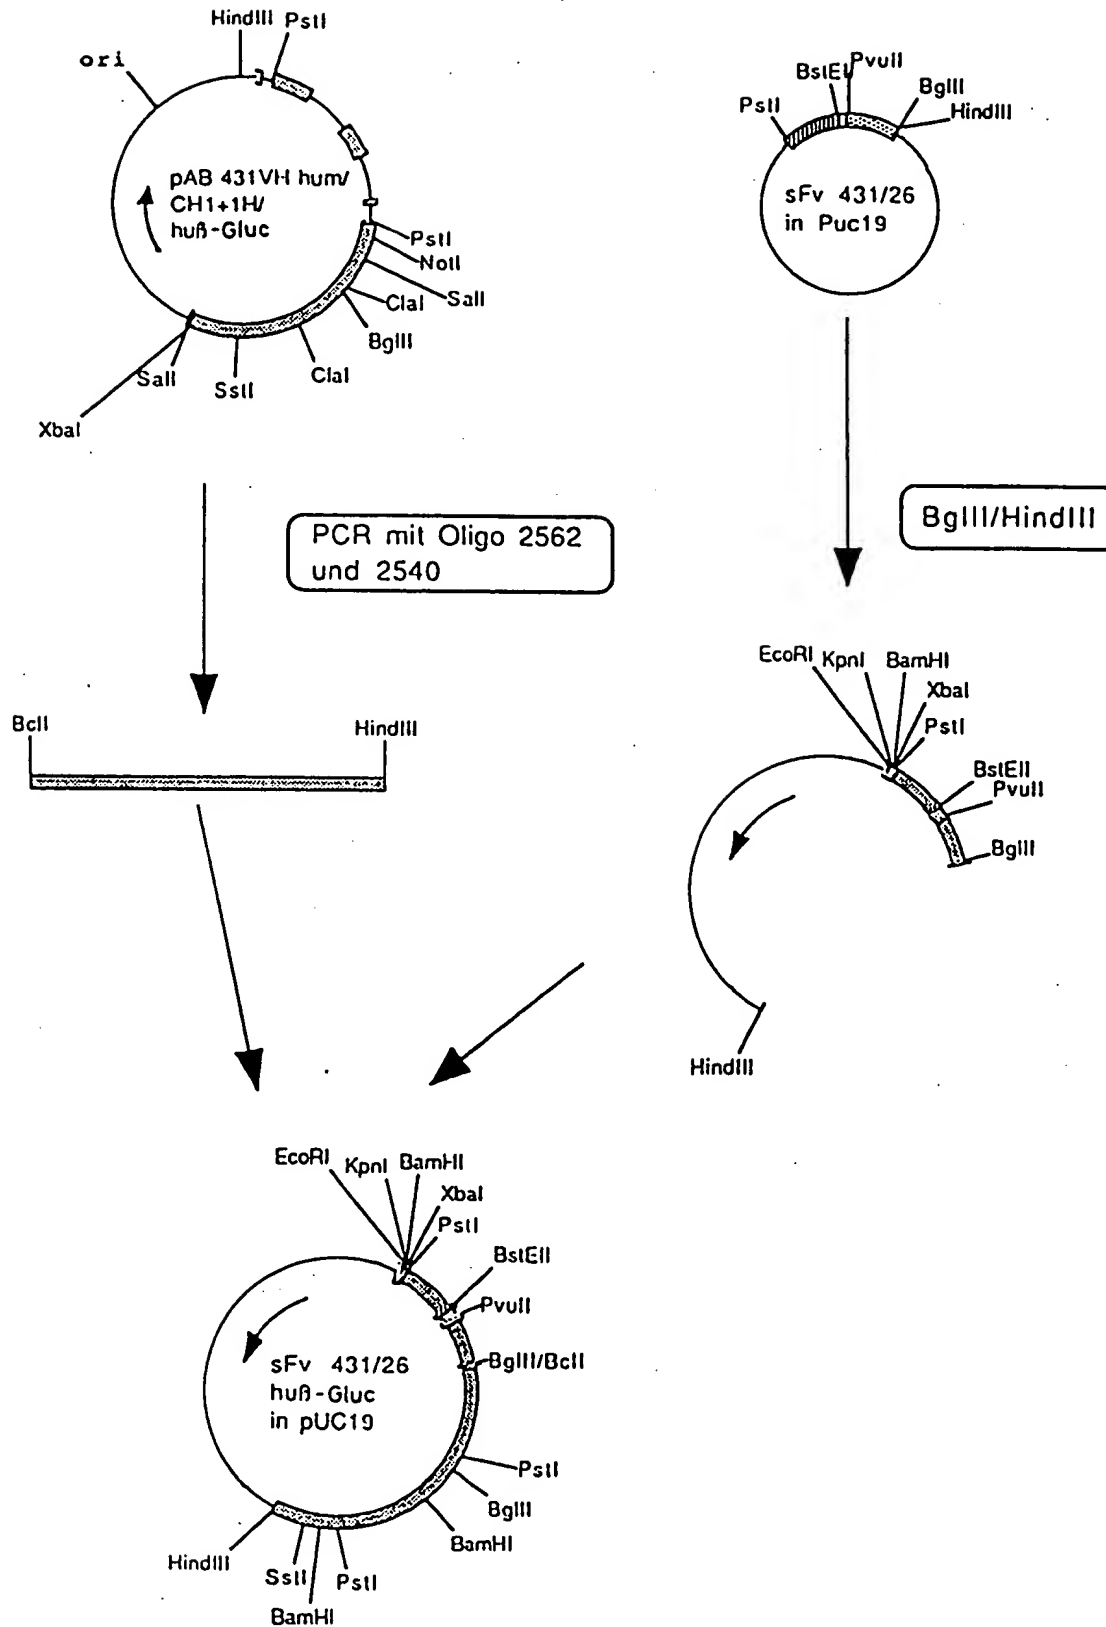 HindIII PstI
ori
pAB 431VH hum/
CH1+1H/
huß-Gluc
PstI
NotI
SalI
ClaI
BglII
ClaI
SstI
SalI
XbaI
PvuII
BstEI
BglII
PstI
HindIII
sFv 431/26
in Puc19
PCR mit Oligo 2562
und 2540
BglII/HindIII
BclI
HindIII
EcoRI KpnI BamHI
XbaI
PstI
BstEII
PvuII
BglII
HindIII
EcoRI KpnI BamHI
XbaI
PstI
BstEII
PvuII
BglII/BclI
sFv 431/26
huß-Gluc
in pUC19
PstI
BglII
BamHI
HindIII
SstI
PstI
BamHI